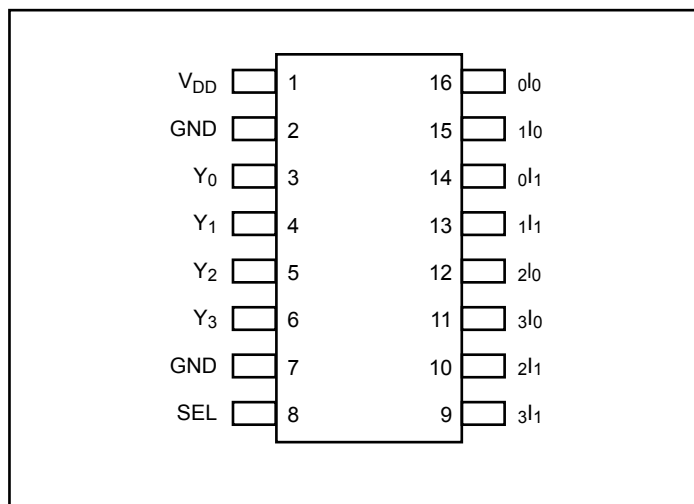 V_DD 1 16 ₀I₀
GND 2 15 ₁I₀
Y₀ 3 14 ₀I₁
Y₁ 4 13 ₁I₁
Y₂ 5 12 ₂I₀
Y₃ 6 11 ₃I₀
GND 7 10 ₂I₁
SEL 8 9 ₃I₁